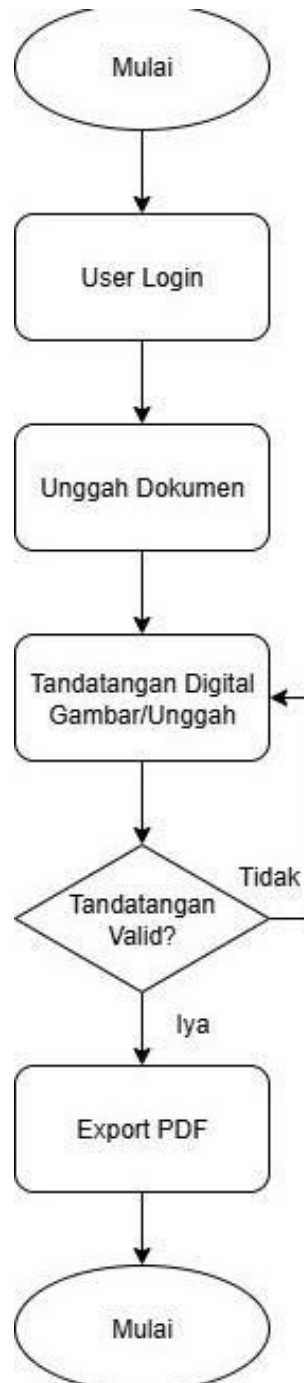 Mulai
User Login
Unggah Dokumen
Tandatangan Digital
Gambar/Unggah
Tandatangan
Valid?
Tidak
Iya
Export PDF
Mulai